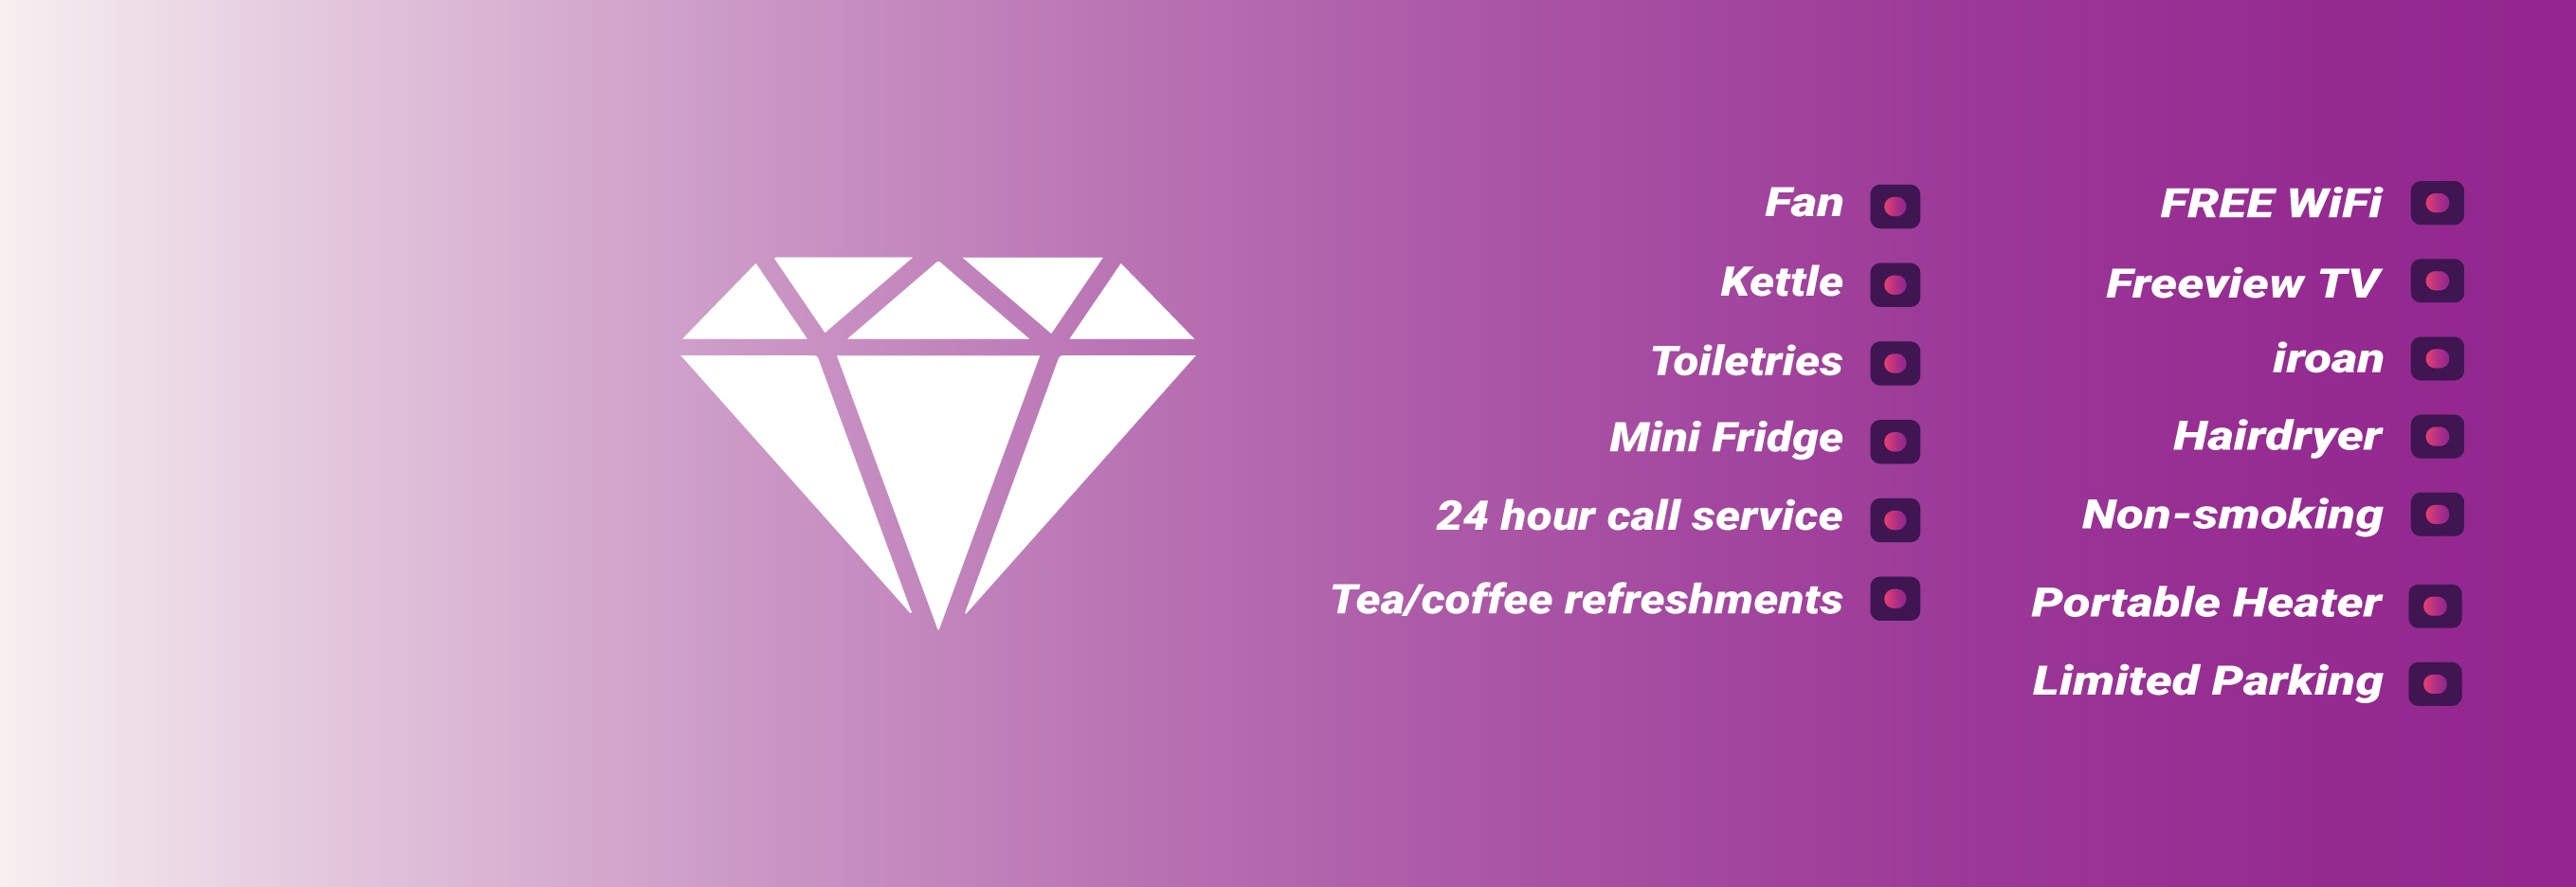 Fan
Kettle
Toiletries
Mini Fridge
24 hour call service
Tea/coffee refreshments
FREE WiFi
Freeview TV
iroan
Hairdryer
Non-smoking
Portable Heater
Limited Parking